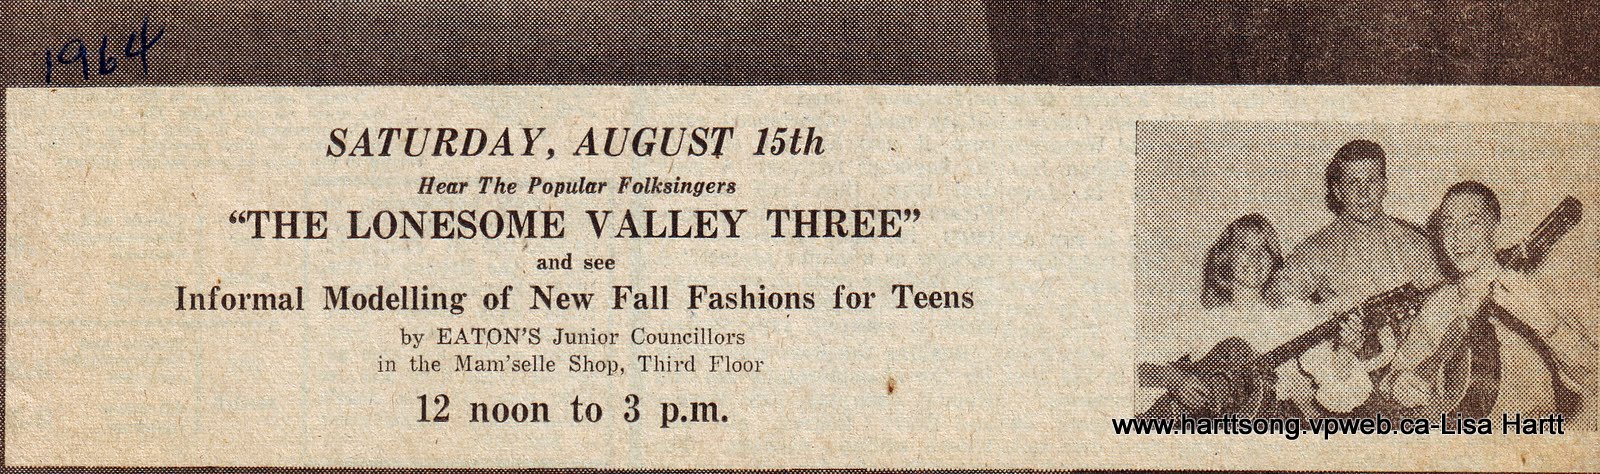 1964
SATURDAY, AUGUST 15th
Hear The Popular Folksingers
“THE LONESOME VALLEY THREE”
and see
Informal Modelling of New Fall Fashions for Teens
by EATON'S Junior Councillors
in the Mam'selle Shop, Third Floor
12 noon to 3 p.m.
www.harttsong.vpweb.ca-Lisa Hartt